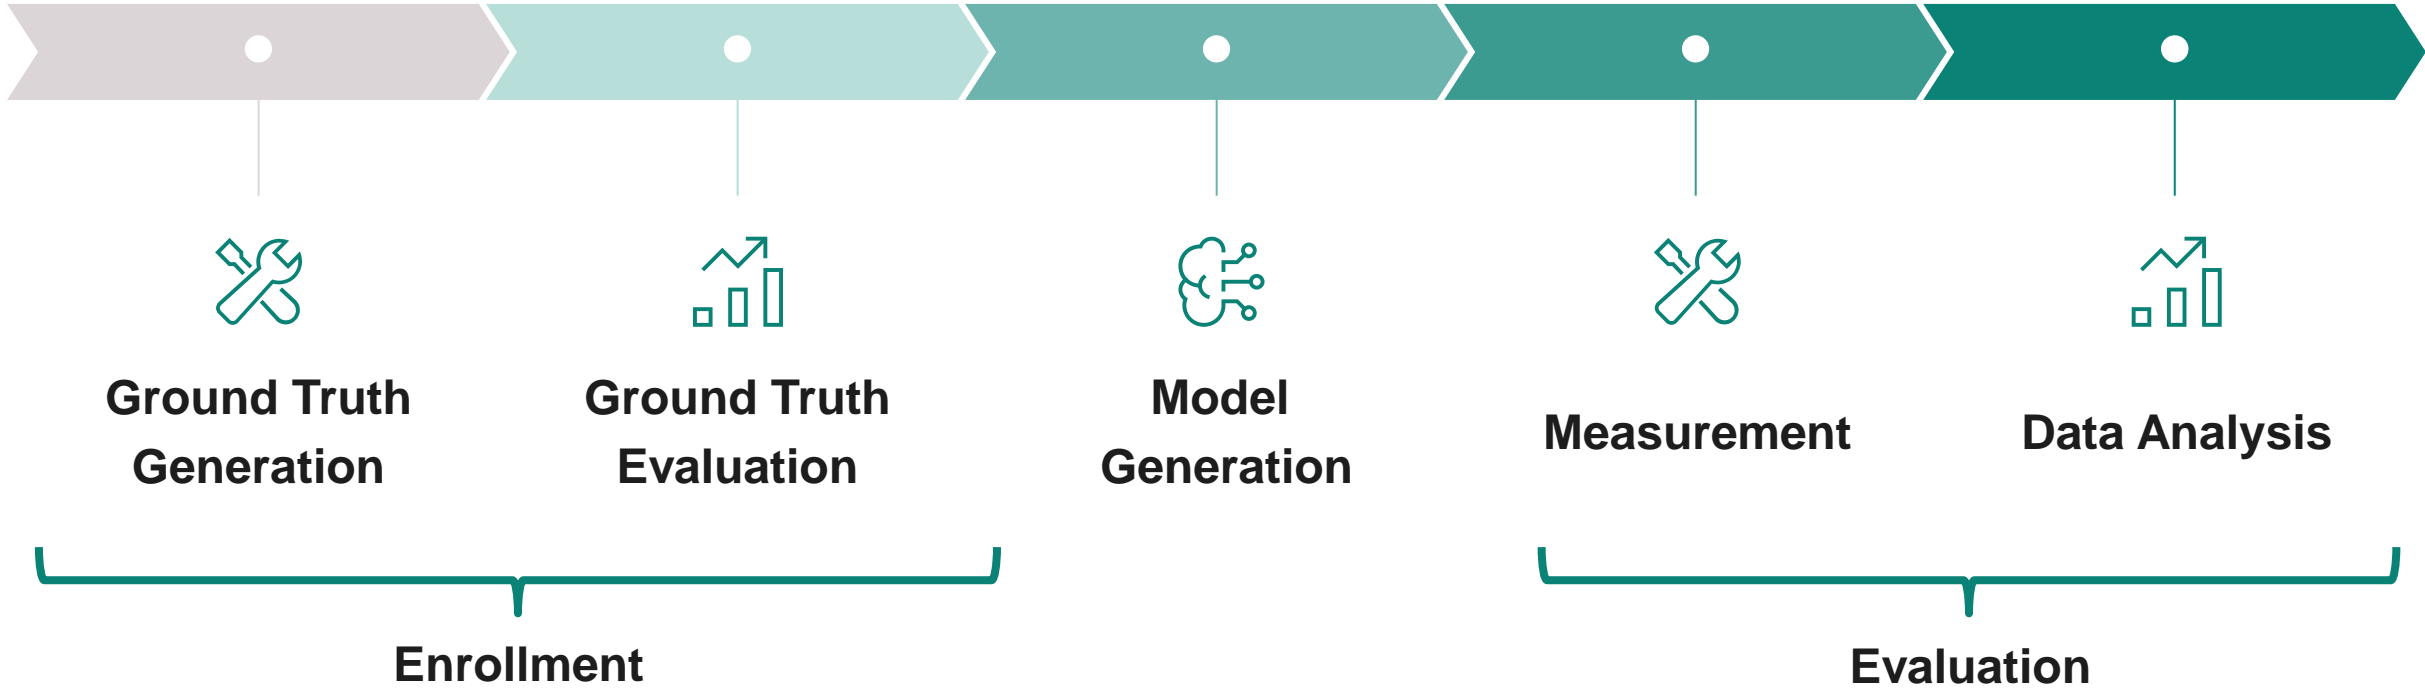 Ground Truth
Generation
Ground Truth
Evaluation
Model
Generation
Measurement
Data Analysis
Enrollment
Evaluation